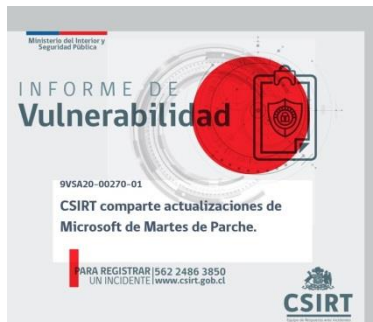 Ministerio del Interior y
Seguridad Pública
INFORME DE
Vulnerabilidad
9VSA20-00270-01
CSIRT comparte actualizaciones de
Microsoft de Martes de Parche.
PARA REGISTRAR | 562 2486 3850
UN INCIDENTE | www.csirt.gob.cl
CSIRT